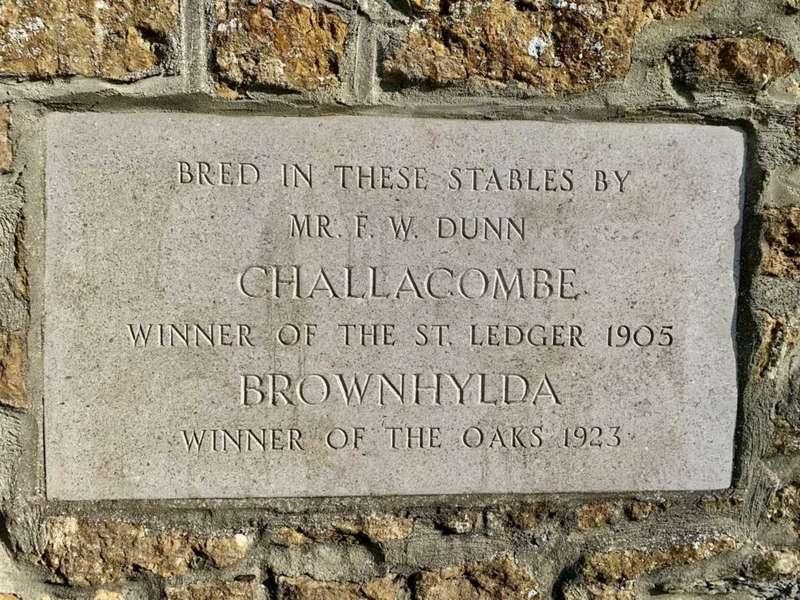 BRED IN THESE STABLES BY
MR. F. W. DUNN
CHALLACOMBE
WINNER OF THE ST. LEDGER 1905
BROWNHYLDA
WINNER OF THE OAKS 1923